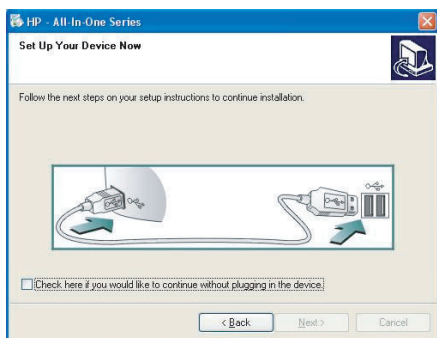 HP - All-In-One Series
Set Up Your Device Now
Follow the next steps on your setup instructions to continue installation.
Check here if you would like to continue without plugging in the device.
< Back   Next >   Cancel